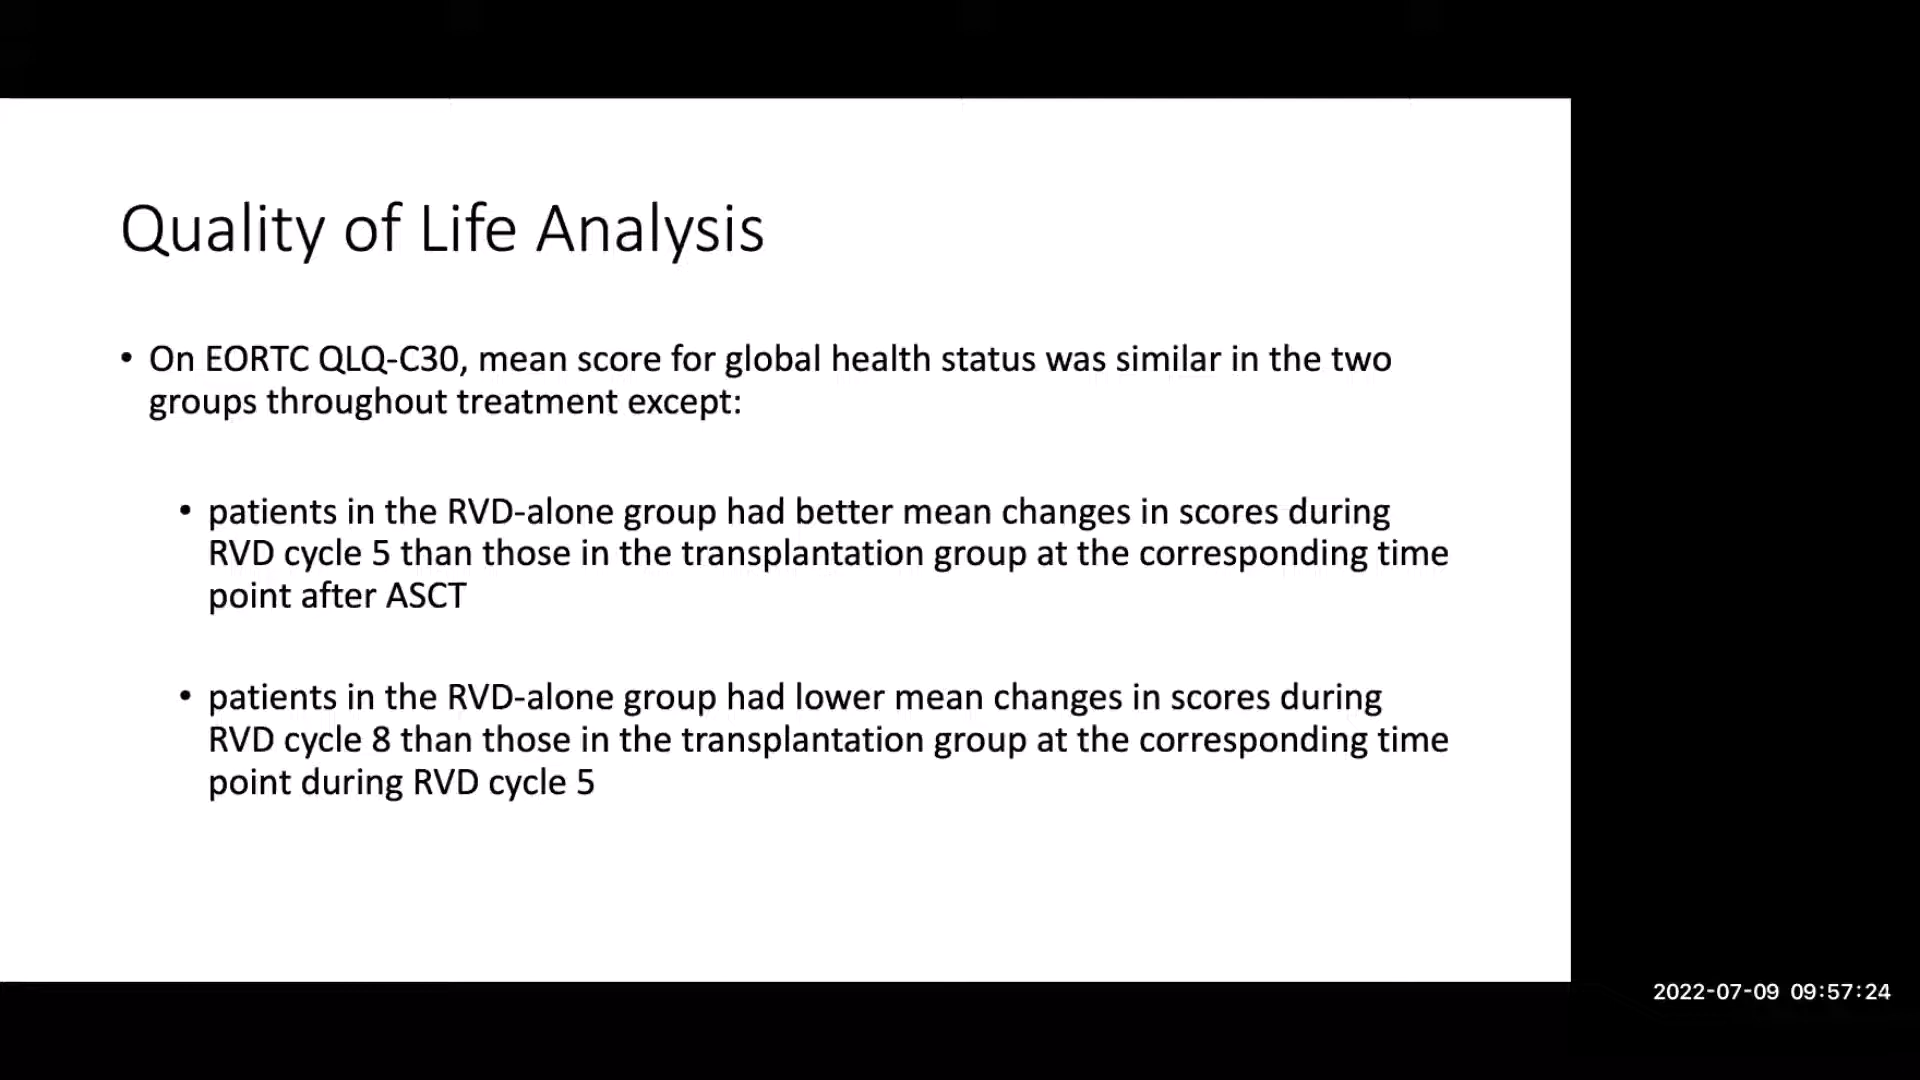 Quality of Life Analysis
• On EORTC QLQ-C30, mean score for global health status was similar in the two
groups throughout treatment except:
• patients in the RVD-alone group had better mean changes in scores during
RVD cycle 5 than those in the transplantation group at the corresponding time
point after ASCT
• patients in the RVD-alone group had lower mean changes in scores during
RVD cycle 8 than those in the transplantation group at the corresponding time
point during RVD cycle 5
2022-07-09 09:57:24